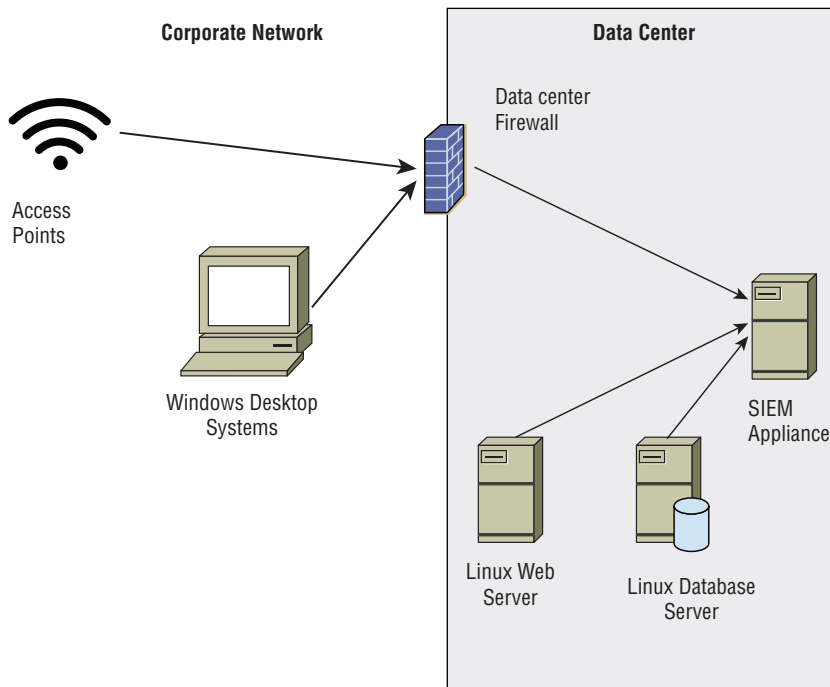 Corporate Network
Data Center
Data center
Firewall
Access
Points
Windows Desktop
Systems
SIEM
Appliance
Linux Web
Server
Linux Database
Server